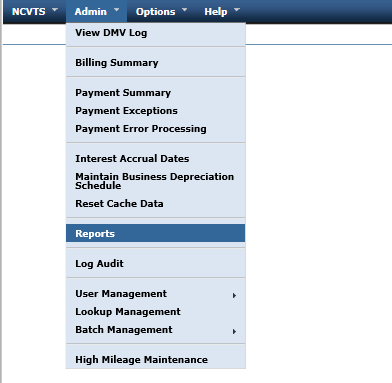 NCVTS Admin Options Help
View DMV Log
Billing Summary
Payment Summary
Payment Exceptions
Payment Error Processing
Interest Accrual Dates
Maintain Business Depreciation
Schedule
Reset Cache Data
Reports
Log Audit
User Management
Lookup Management
Batch Management
High Mileage Maintenance